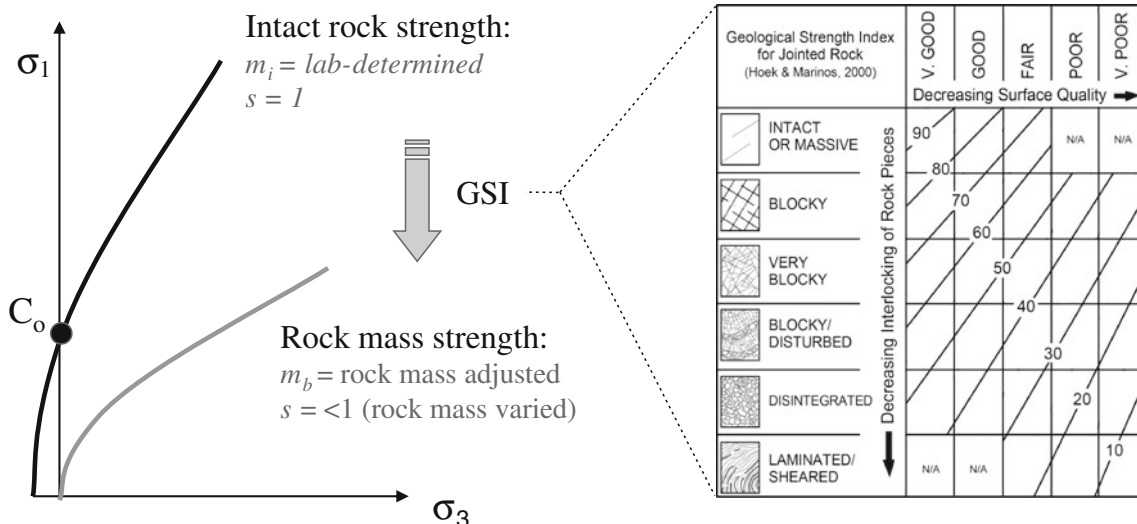 σ1
Intact rock strength:
mi = lab-determined
s = 1
GSI
Co
Rock mass strength:
mb = rock mass adjusted
s = <1 (rock mass varied)
σ3
Geological Strength Index
for Jointed Rock
(Hoek & Marinos, 2000)
V. GOOD
GOOD
FAIR
POOR
V. POOR
Decreasing Surface Quality
Decreasing Interlocking of Rock Pieces
INTACT
OR MASSIVE
BLOCKY
VERY
BLOCKY
BLOCKY/
DISTURBED
DISINTEGRATED
LAMINATED/
SHEARED
90
N/A
N/A
80
70
60
50
40
30
20
10
N/A
N/A